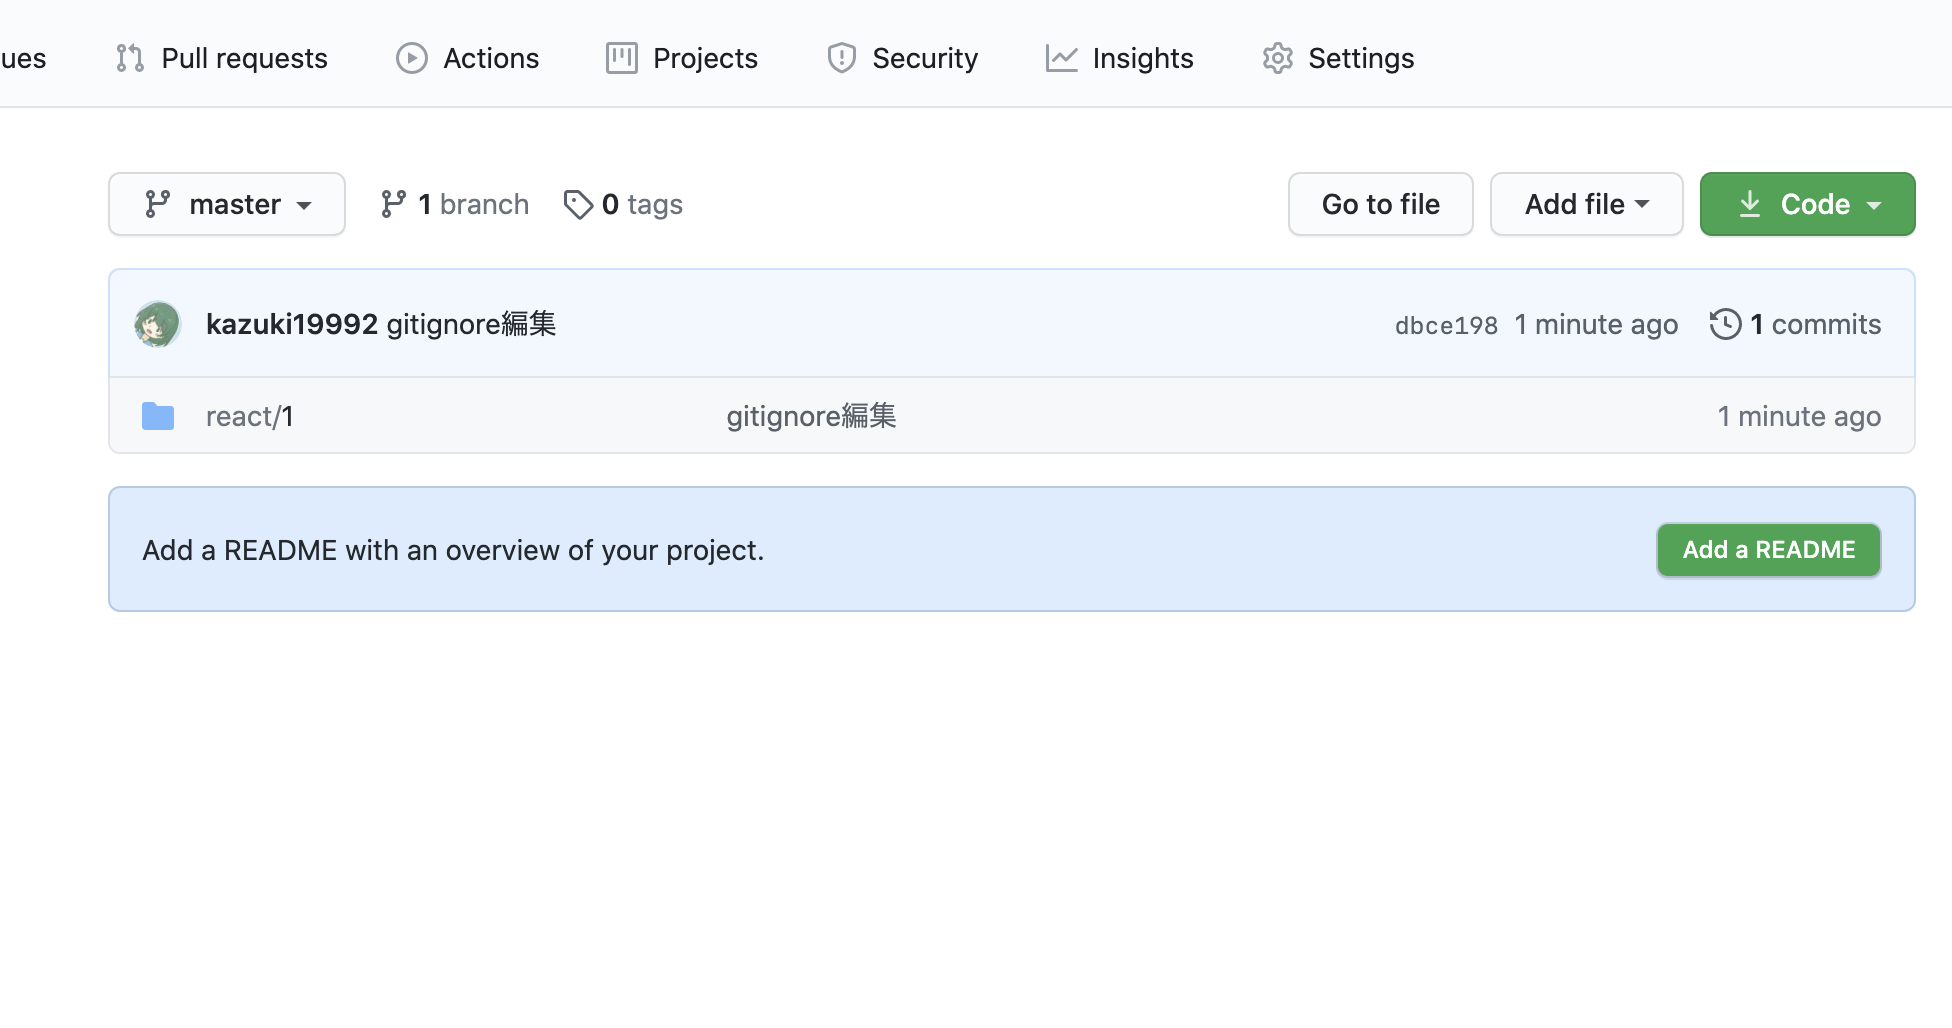 ues Pull requests Actions Projects Security Insights Settings
master 1 branch 0 tags Go to file Add file Code
kazuki19992 gitignore編集 dbce198 1 minute ago 1 commits
react/1 gitignore編集 1 minute ago
Add a README with an overview of your project. Add a README